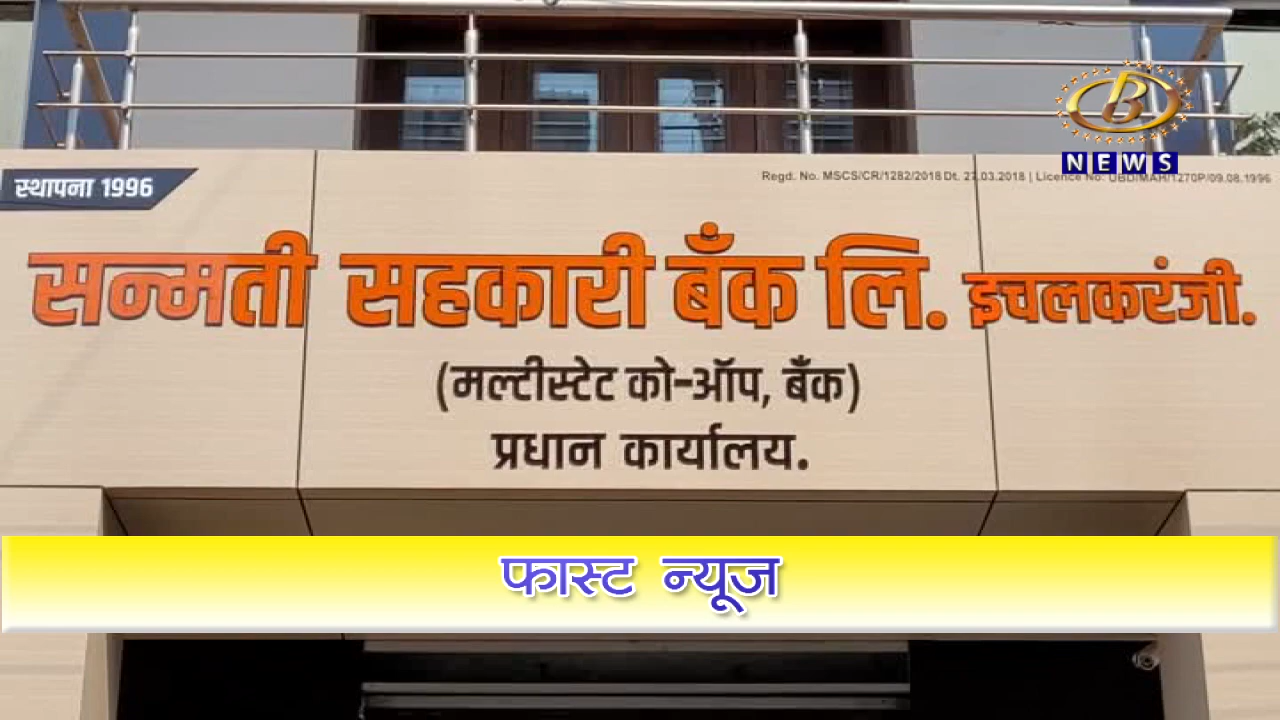 B
NEWS
स्थापना 1996
Regd. No. MSCS/CR/1282/2018 Dt. 27.03.2018 | Licence No. UBD/MAH/1270P/09.08.1996
सन्मती सहकारी बँक लि. इचलकरंजी.
(मल्टीस्टेट को-ऑप, बँक)
प्रधान कार्यालय.
फास्ट न्यूज